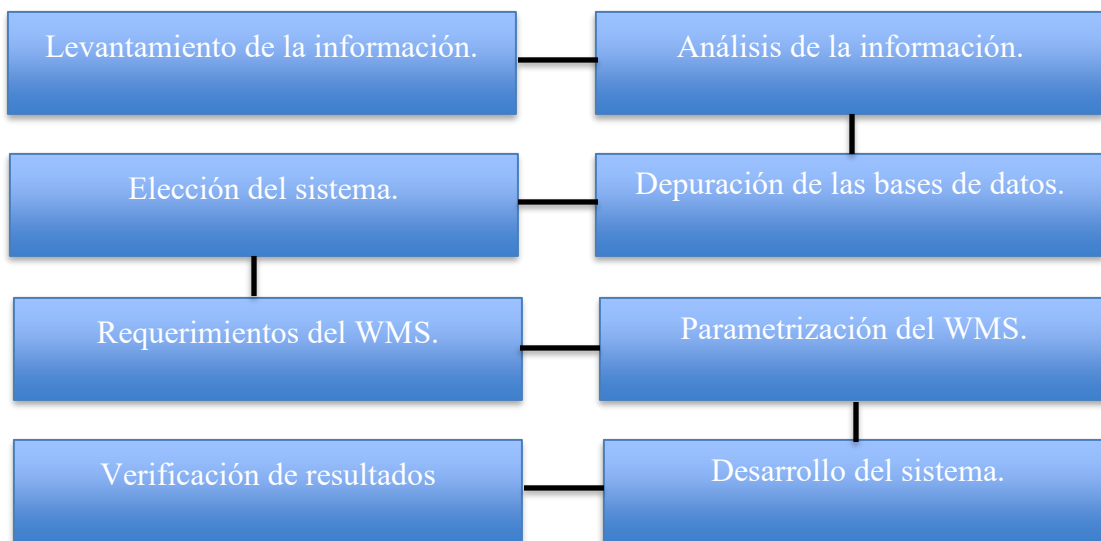 Levantamiento de la información.
Análisis de la información.
Elección del sistema.
Depuración de las bases de datos.
Requerimientos del WMS.
Parametrización del WMS.
Verificación de resultados
Desarrollo del sistema.